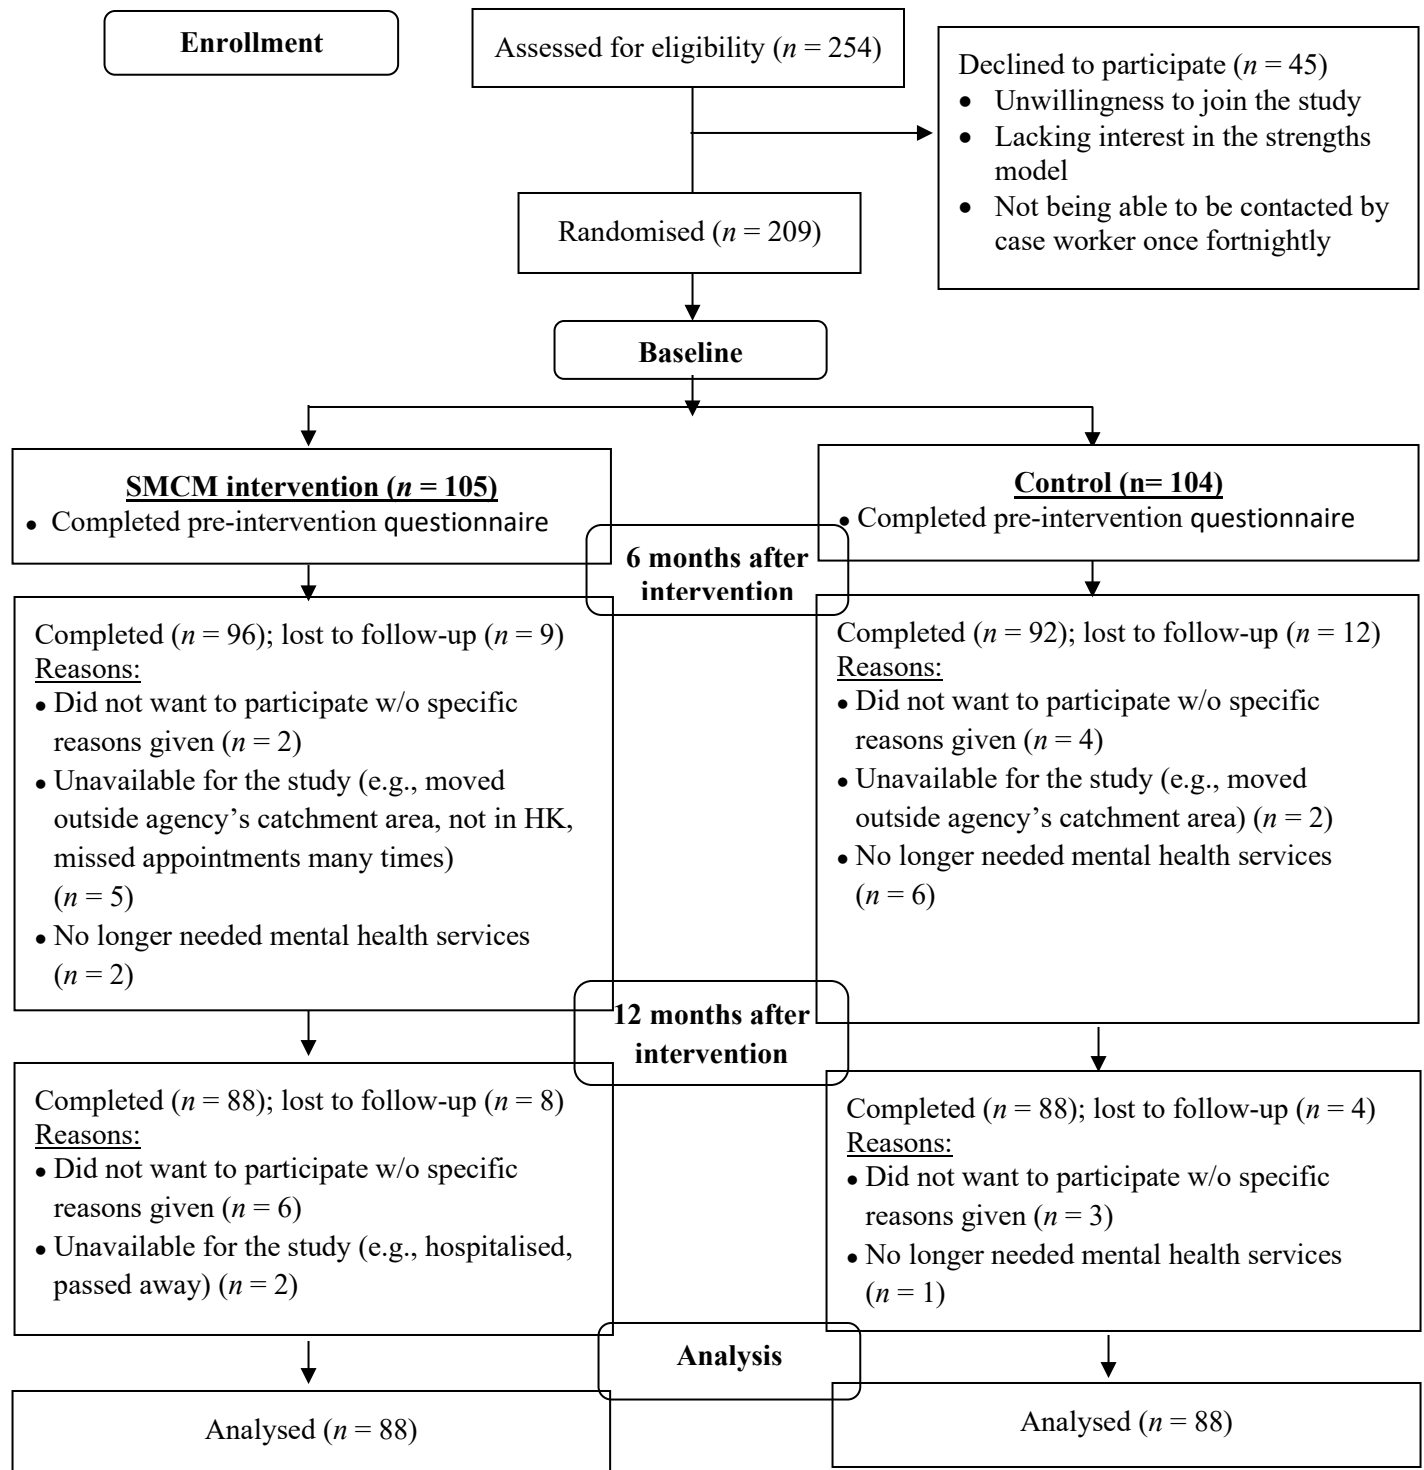 Enrollment
Assessed for eligibility (n = 254)
Declined to participate (n = 45)
• Unwillingness to join the study
• Lacking interest in the strengths
model
• Not being able to be contacted by
case worker once fortnightly
Randomised (n = 209)
Baseline
SMCM intervention (n = 105)
• Completed pre-intervention questionnaire
Control (n= 104)
• Completed pre-intervention questionnaire
6 months after
intervention
Completed (n = 96); lost to follow-up (n = 9)
Reasons:
• Did not want to participate w/o specific
reasons given (n = 2)
• Unavailable for the study (e.g., moved
outside agency’s catchment area, not in HK,
missed appointments many times)
(n = 5)
• No longer needed mental health services
(n = 2)
Completed (n = 92); lost to follow-up (n = 12)
Reasons:
• Did not want to participate w/o specific
reasons given (n = 4)
• Unavailable for the study (e.g., moved
outside agency’s catchment area) (n = 2)
• No longer needed mental health services
(n = 6)
12 months after
intervention
Completed (n = 88); lost to follow-up (n = 8)
Reasons:
• Did not want to participate w/o specific
reasons given (n = 6)
• Unavailable for the study (e.g., hospitalised,
passed away) (n = 2)
Completed (n = 88); lost to follow-up (n = 4)
Reasons:
• Did not want to participate w/o specific
reasons given (n = 3)
• No longer needed mental health services
(n = 1)
Analysis
Analysed (n = 88)
Analysed (n = 88)